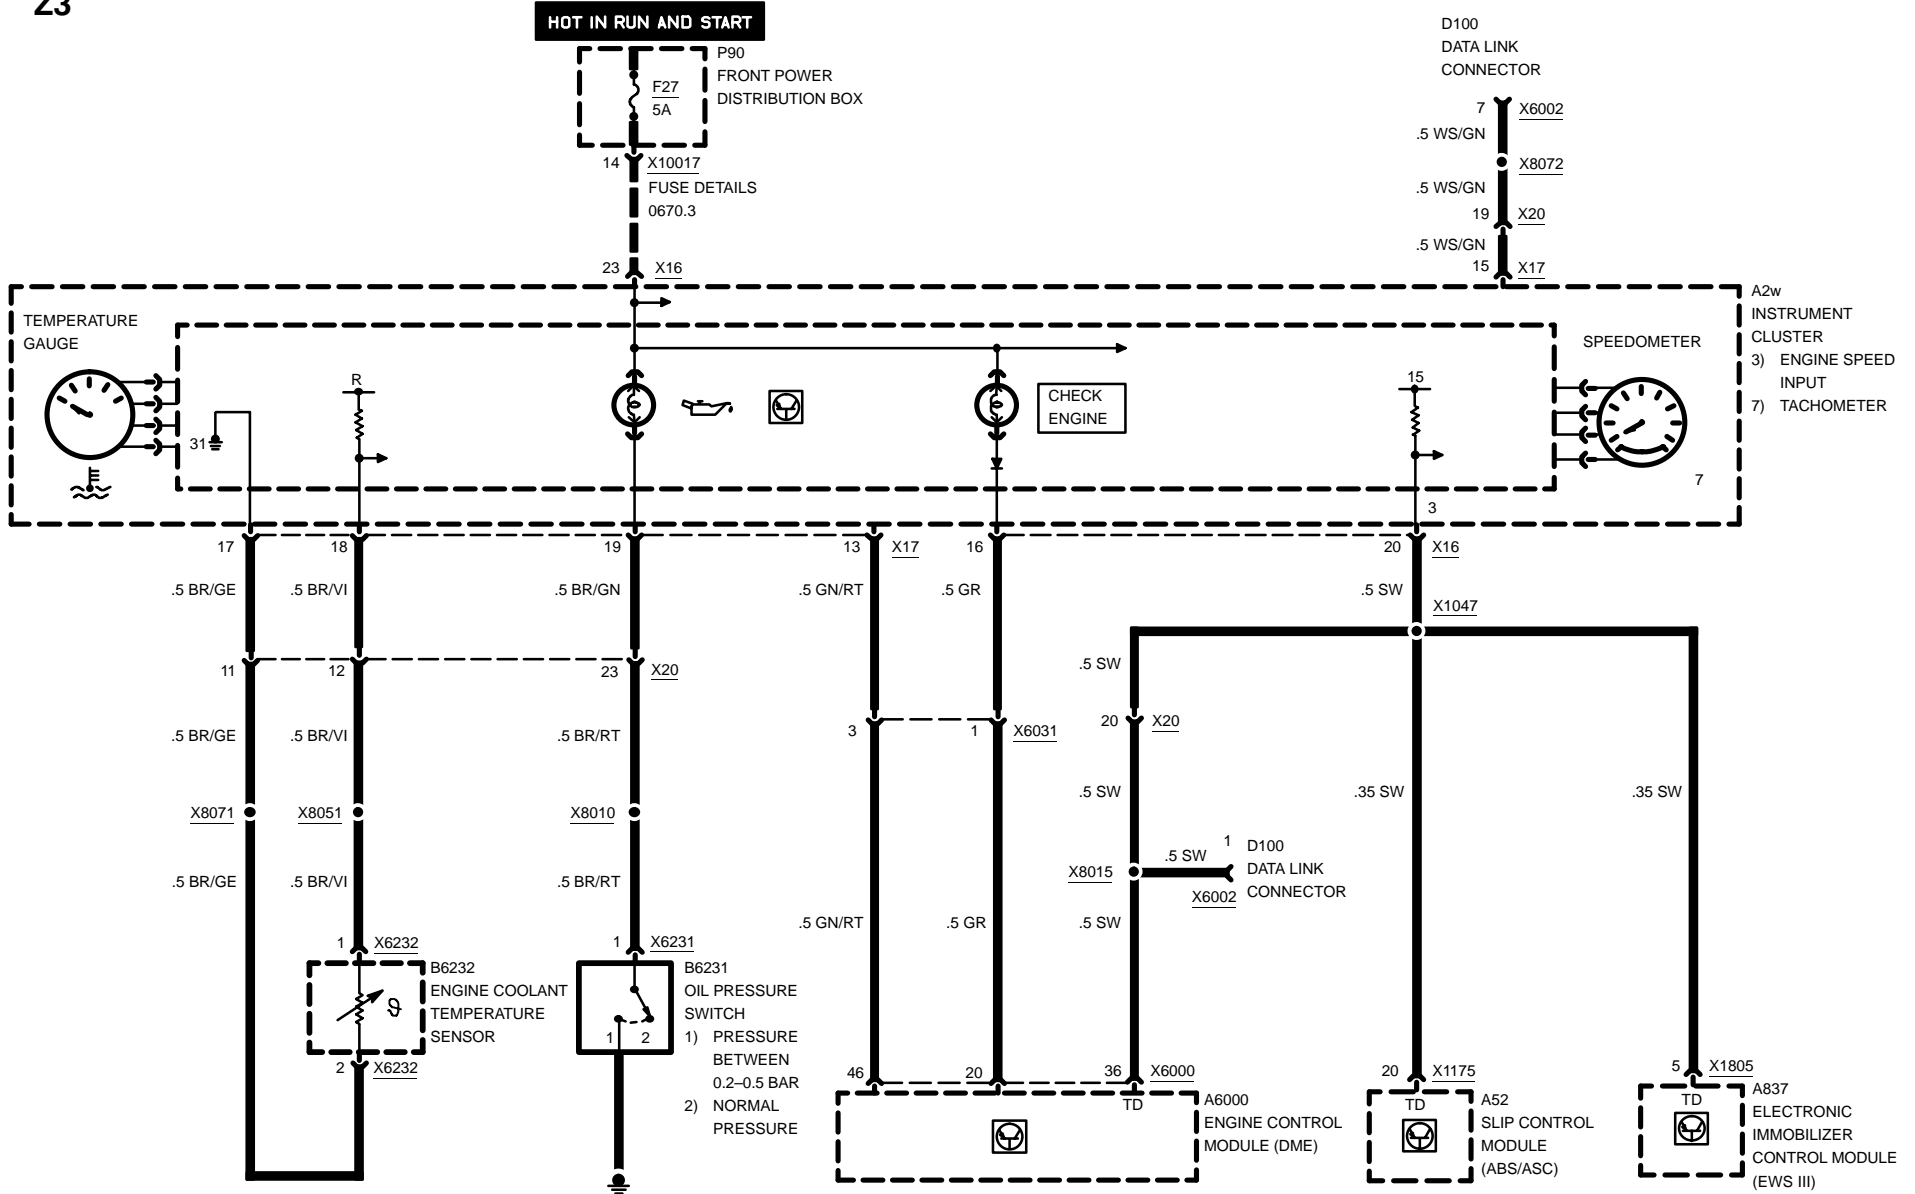 Z3
HOT IN RUN AND START
P90
FRONT POWER
DISTRIBUTION BOX
F27
5A
14 X10017
FUSE DETAILS
0670.3
23 X16
D100
DATA LINK
CONNECTOR
7 X6002
.5 WS/GN
X8072
.5 WS/GN
19 X20
.5 WS/GN
15 X17
A2w
INSTRUMENT
CLUSTER
3) ENGINE SPEED
INPUT
7) TACHOMETER
TEMPERATURE
GAUGE
31
R
CHECK
ENGINE
15
SPEEDOMETER
7
3
17 18 19 13 X17 16 20 X16
.5 BR/GE .5 BR/VI .5 BR/GN .5 GN/RT .5 GR .5 SW
X1047
11 12 23 X20
.5 SW
3 1 X6031 20 X20
.5 BR/GE .5 BR/VI .5 BR/RT
.5 SW .35 SW .35 SW
X8071 X8051 X8010
X8015 .5 SW 1
D100
DATA LINK
CONNECTOR
X6002
.5 BR/GE .5 BR/VI .5 BR/RT
.5 GN/RT .5 GR .5 SW
1 X6232
B6232
ENGINE COOLANT
TEMPERATURE
SENSOR
ϑ
2 X6232
1 X6231
B6231
OIL PRESSURE
SWITCH
1) PRESSURE
BETWEEN
0.2–0.5 BAR
2) NORMAL
PRESSURE
1 2
46 20 36 X6000
TD
A6000
ENGINE CONTROL
MODULE (DME)
20 X1175
TD
A52
SLIP CONTROL
MODULE
(ABS/ASC)
5 X1805
TD
A837
ELECTRONIC
IMMOBILIZER
CONTROL MODULE
(EWS III)